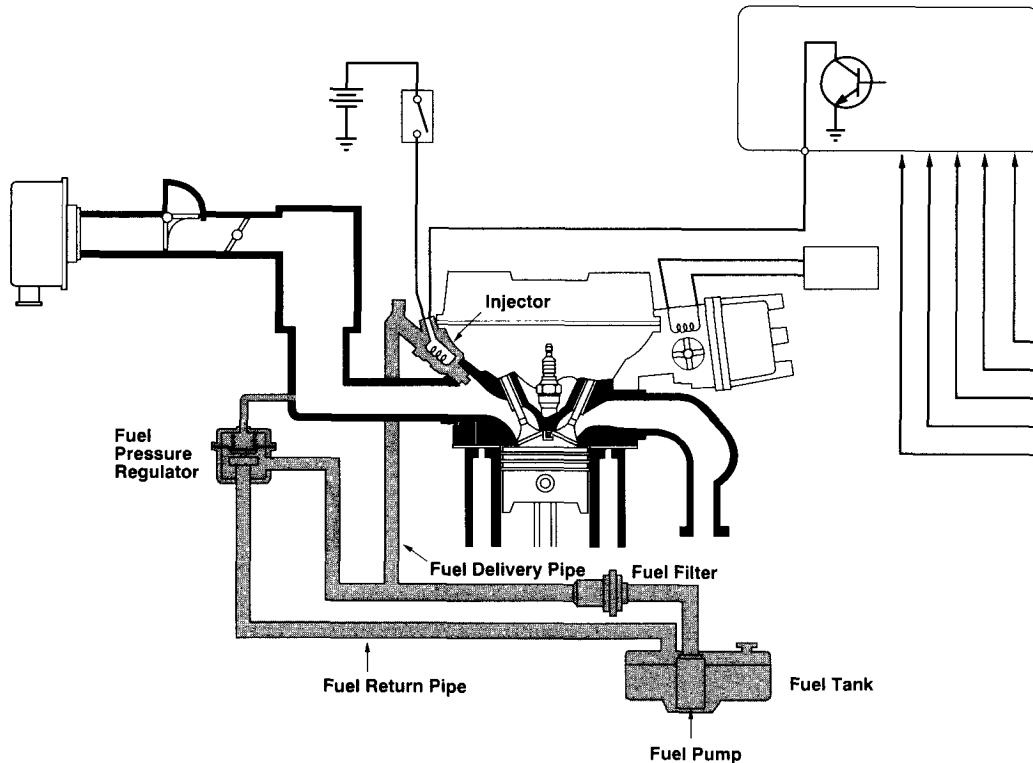 Injector
Fuel
Pressure
Regulator
Fuel Delivery Pipe
Fuel Filter
Fuel Return Pipe
Fuel Tank
Fuel Pump